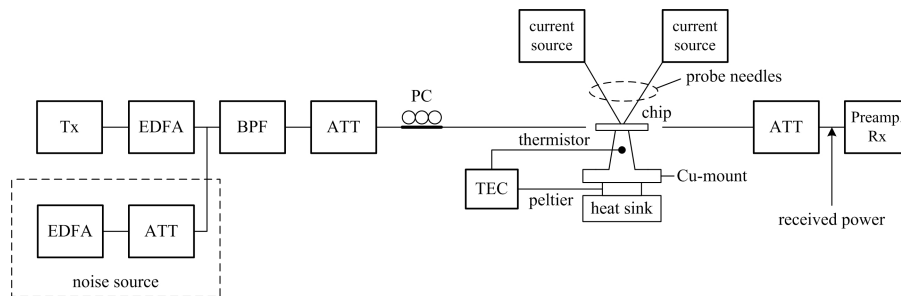 current
source
current
source
probe needles
PC
chip
Tx
EDFA
BPF
ATT
ATT
Preamp.
Rx
thermistor
TEC
Cu-mount
peltier
heat sink
received power
EDFA
ATT
noise source